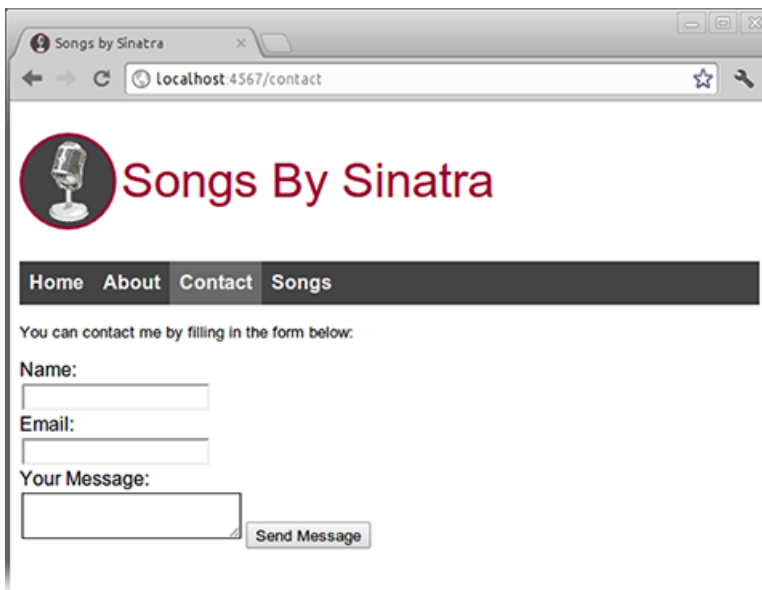 Songs by Sinatra
localhost:4567/contact
Songs By Sinatra
Home About Contact Songs
You can contact me by filling in the form below:
Name:
Email:
Your Message:
Send Message